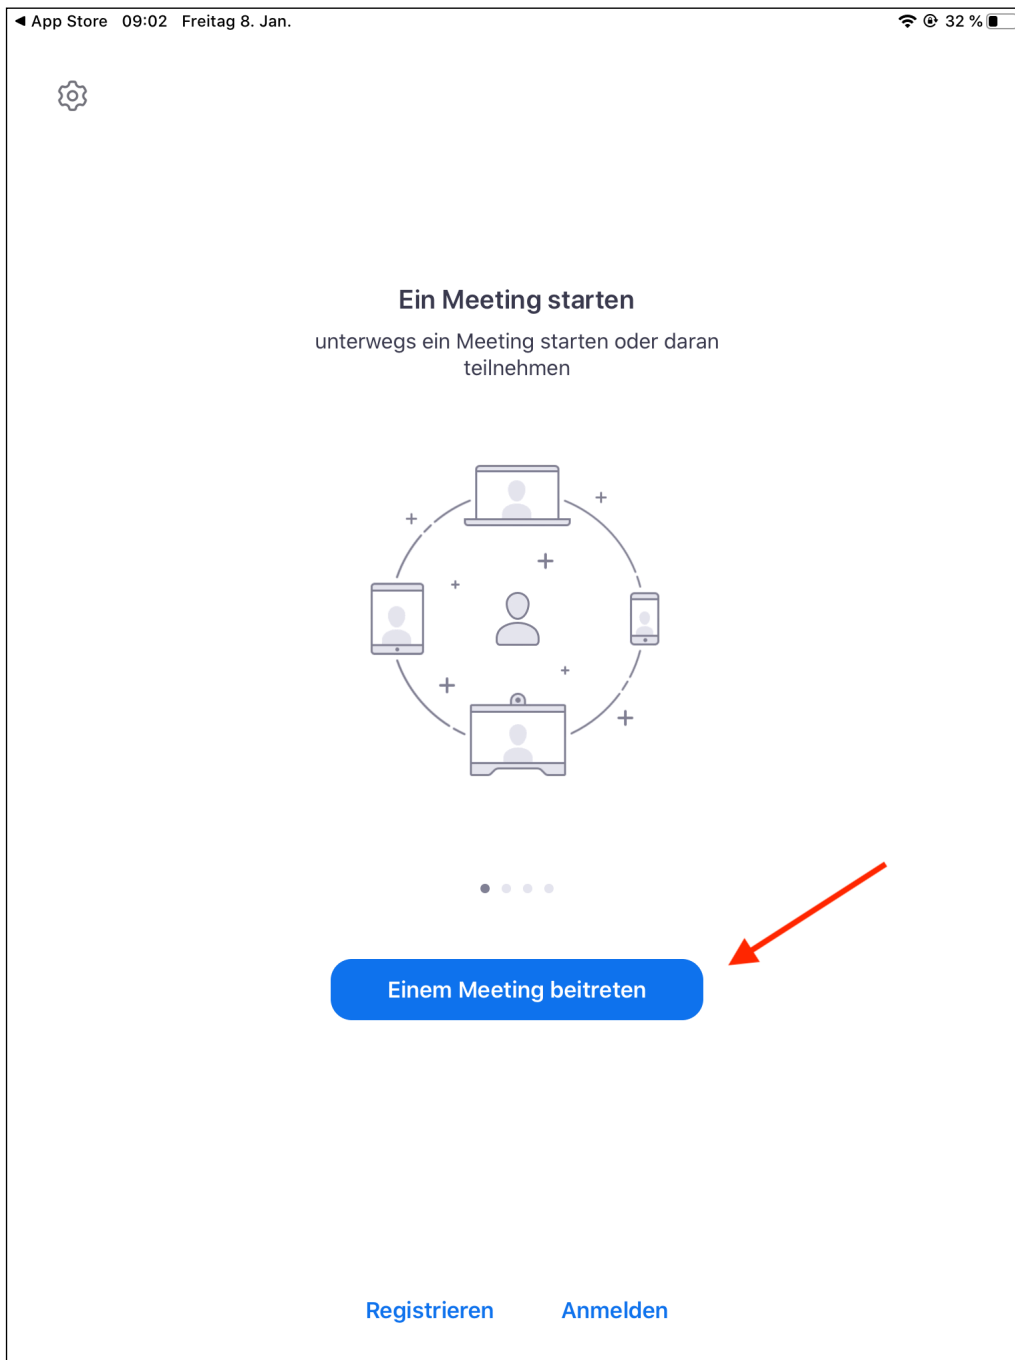 ◀ App Store 09:02 Freitag 8. Jan. 32 %
Ein Meeting starten
unterwegs ein Meeting starten oder daran
teilnehmen
Einem Meeting beitreten
Registrieren Anmelden